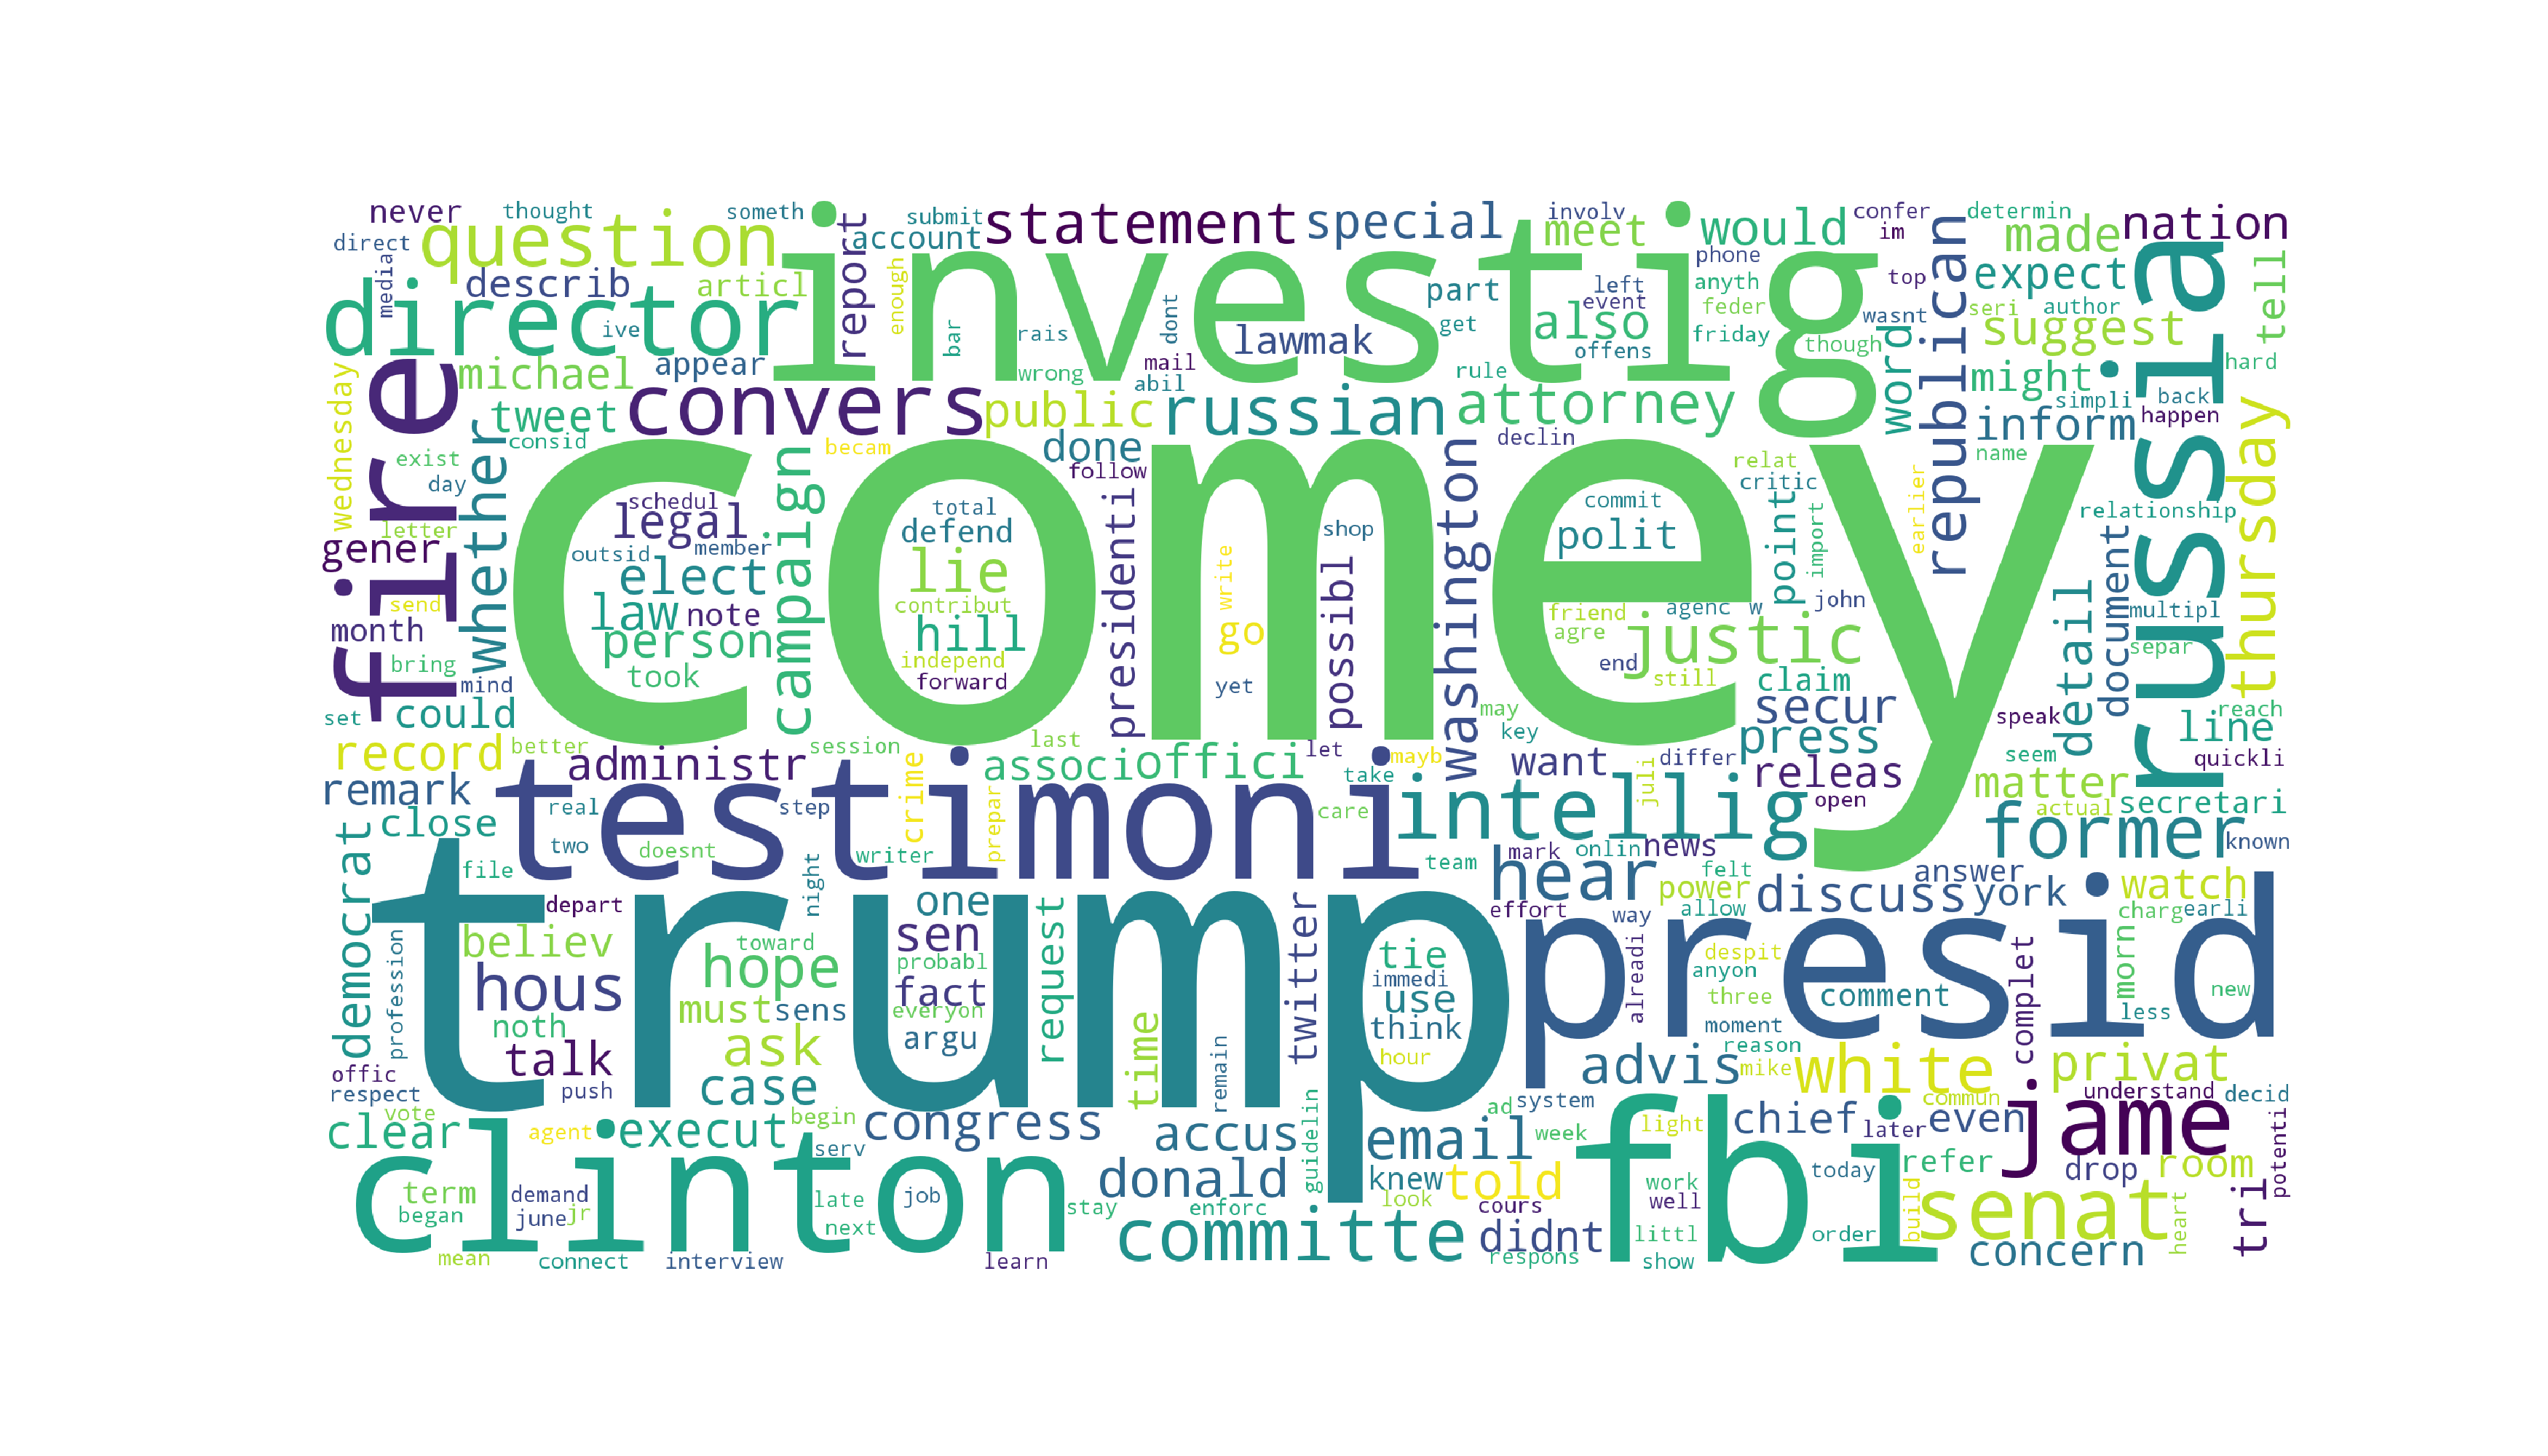 never
thought
someth
submit
statement
special
involv
confer
determin
nation
direct
question
report
account
meet
would
im
made
media
describ
articl
enough
investig
part
left
phone
top
expect
tell
director
ive
bar
rais
dont
lawmak
get
event
anyth
feder
also
friday
wasnt
seri
author
suggest
michael
appear
wrong
mail
abil
rule
offens
though
word
republican
might
hard
wednesday
fire
tweet
convers
public
russian
attorney
simpli
back
happen
russia
thursday
consid
becam
done
declin
inform
whether
exist
day
campaign
follow
washington
relat
critic
name
letter
schedul
legal
total
defend
presidenti
shop
commit
polit
point
import
earlier
relationship
gener
outsid
member
comey
elect
lie
write
possibl
document
send
law
note
contribut
friend
agenc
w
john
detail
multipl
month
person
hill
go
agre
justic
separ
bring
mind
took
independ
forward
yet
end
still
claim
set
could
may
key
secur
speak
line
reach
record
better
session
last
let
mayb
press
seem
quickli
administr
crime
associ
offici
take
want
differ
juli
releas
matter
remark
close
testimoni
real
step
prepar
care
intellig
open
actual
secretari
democrat
two
doesnt
writer
team
mark
onlin
news
former
known
file
night
hear
felt
answer
trump
depart
one
request
twitter
effort
power
allow
discuss
york
watch
charg
earli
believ
toward
sen
tie
way
despit
presid
profession
hous
hope
probabl
fact
immedi
use
alreadi
anyon
three
comment
complet
morn
new
less
noth
must
sens
everyon
argu
think
moment
talk
ask
time
remain
hour
reason
offic
respect
push
case
advis
mike
white
privat
understand
decid
vote
clear
agent
execut
begin
congress
guidelin
ad
system
light
commun
jame
clinton
serv
accus
email
week
fbi
chief
later
even
potenti
term
demand
late
job
donald
knew
told
work
today
refer
drop
room
began
june
jr
next
stay
enforc
look
cours
well
build
senat
tri
heart
committe
didnt
littl
order
concern
mean
connect
interview
learn
respons
show